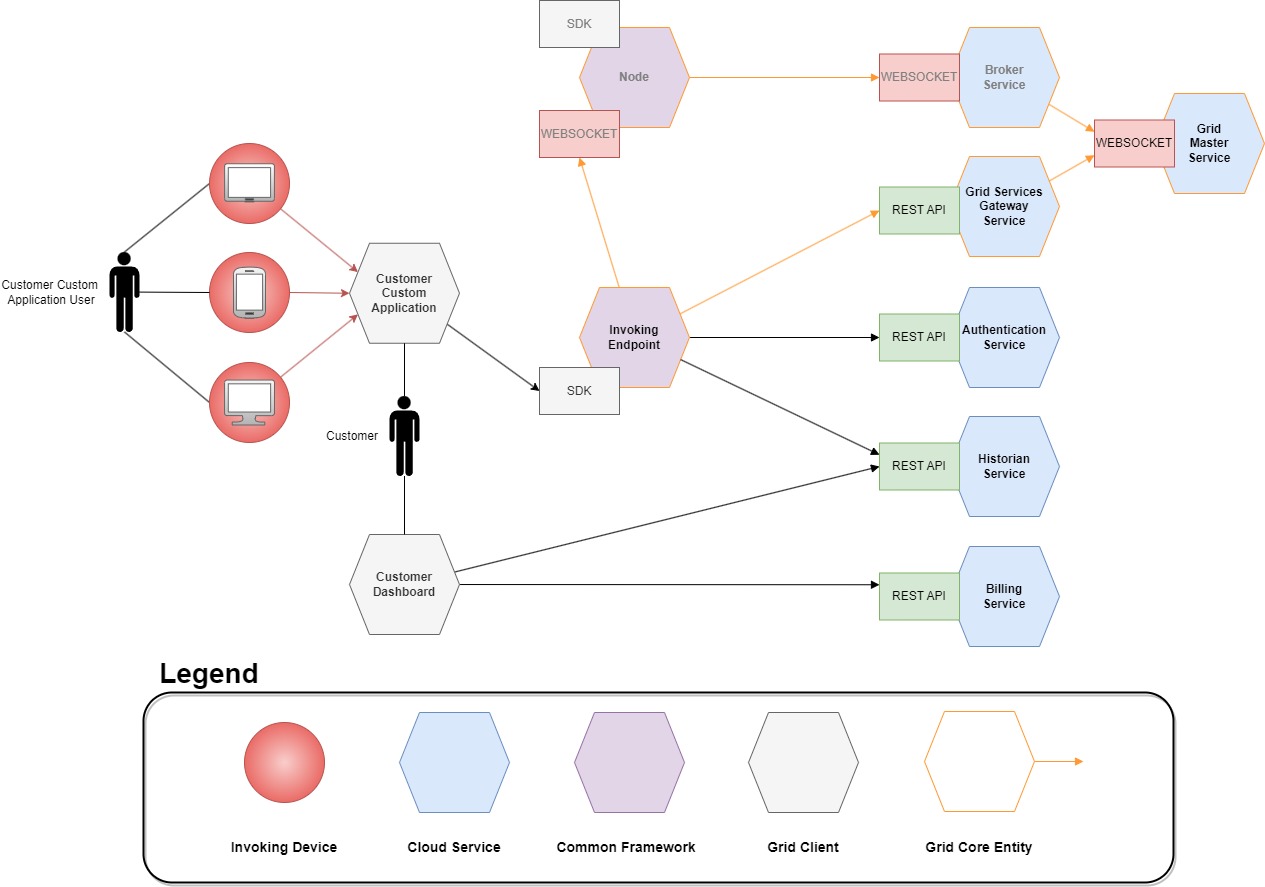 SDK
Node
WEBSOCKET
WEBSOCKET
Broker
Service
WEBSOCKET
Grid
Master
Service
REST API
Grid Services
Gateway
Service
Customer Custom
Application User
Customer
Custom
Application
Invoking
Endpoint
SDK
REST API
Authentication
Service
Customer
REST API
Historian
Service
Customer
Dashboard
REST API
Billing
Service
Legend
Invoking Device
Cloud Service
Common Framework
Grid Client
Grid Core Entity